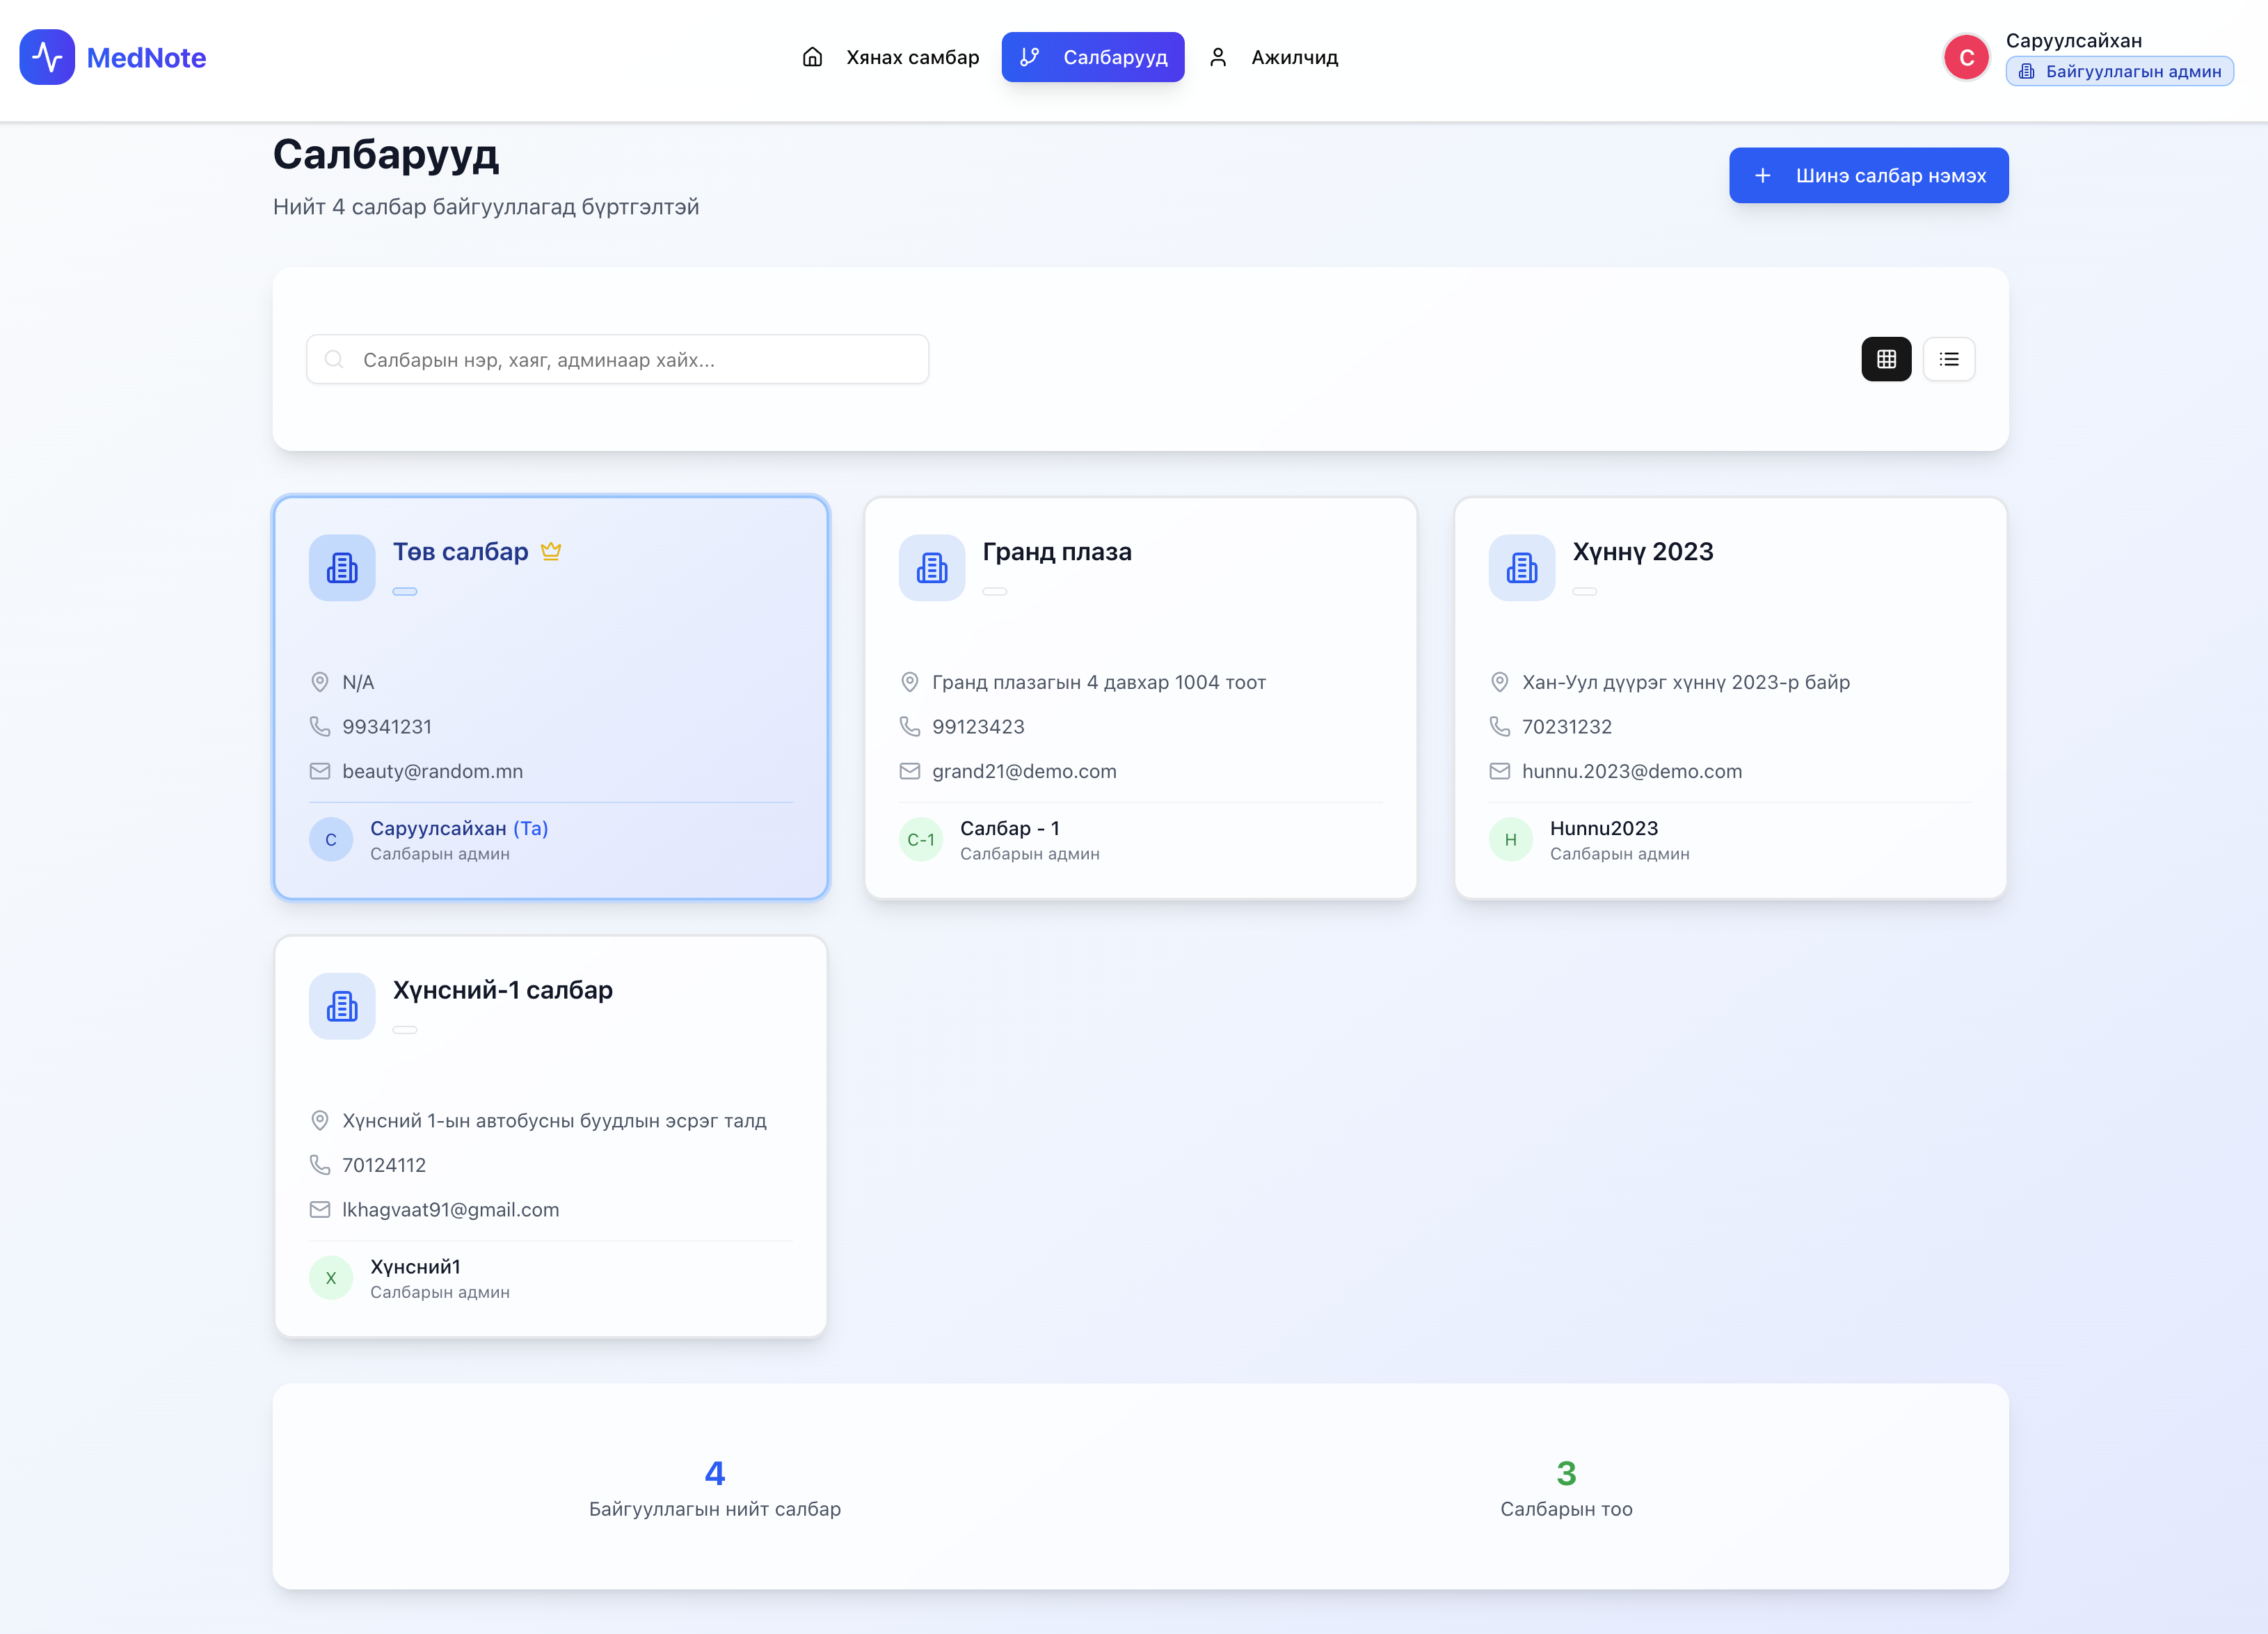 MedNote
Хянах самбар
Салбарууд
Ажилчид
С
Саруулсайхан
Байгууллагын админ
Салбарууд
Нийт 4 салбар байгууллагад бүртгэлтэй
Шинэ салбар нэмэх
Салбарын нэр, хаяг, админаар хайх...
Төв салбар
N/A
99341231
beauty@random.mn
С
Саруулсайхан (Та)
Салбарын админ
Гранд плаза
Гранд плазагын 4 давхар 1004 тоот
99123423
grand21@demo.com
С-1
Салбар - 1
Салбарын админ
Хүннү 2023
Хан-Уул дүүрэг хүннү 2023-р байр
70231232
hunnu.2023@demo.com
H
Hunnu2023
Салбарын админ
Хүнсний-1 салбар
Хүнсний 1-ын автобусны буудлын эсрэг талд
70124112
lkhagvaat91@gmail.com
Х
Хүнсний1
Салбарын админ
4
Байгууллагын нийт салбар
3
Салбарын тоо